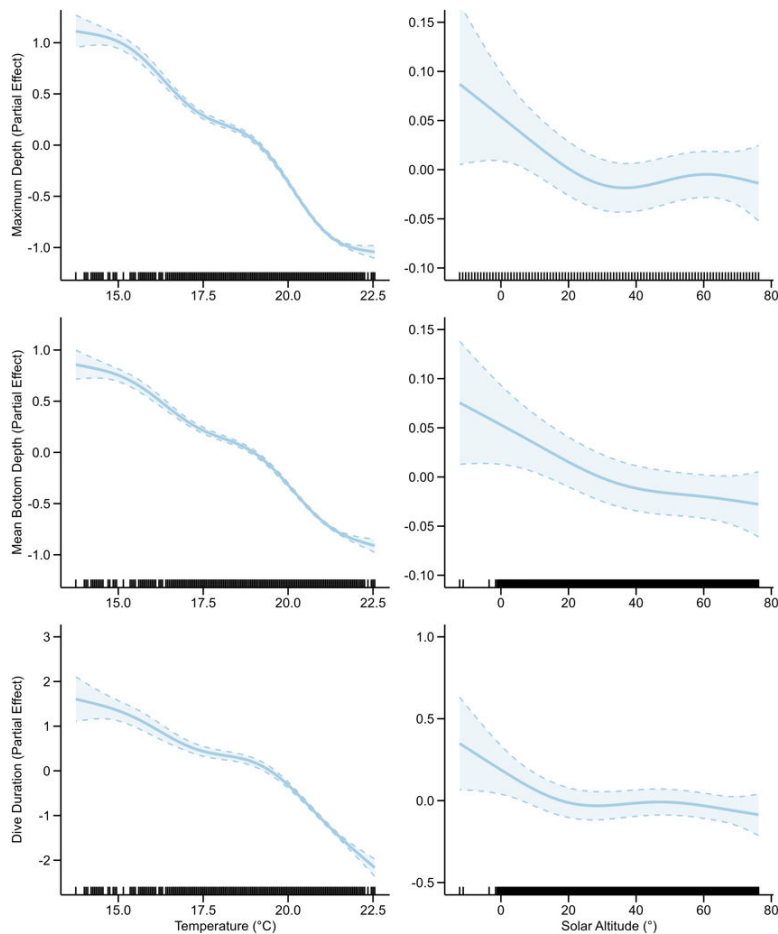 Maximum Depth (Partial Effect)
1.0
0.5
0.0
-0.5
-1.0
15.0 17.5 20.0 22.5
0.15
0.10
0.05
0.00
-0.05
-0.10
0 20 40 60 80
Mean Bottom Depth (Partial Effect)
1.0
0.5
0.0
-0.5
-1.0
15.0 17.5 20.0 22.5
0.15
0.10
0.05
0.00
-0.05
-0.10
0 20 40 60 80
Dive Duration (Partial Effect)
3
2
1
0
-1
-2
15.0 17.5 20.0 22.5
Temperature (°C)
1.0
0.5
0.0
-0.5
0 20 40 60 80
Solar Altitude (°)